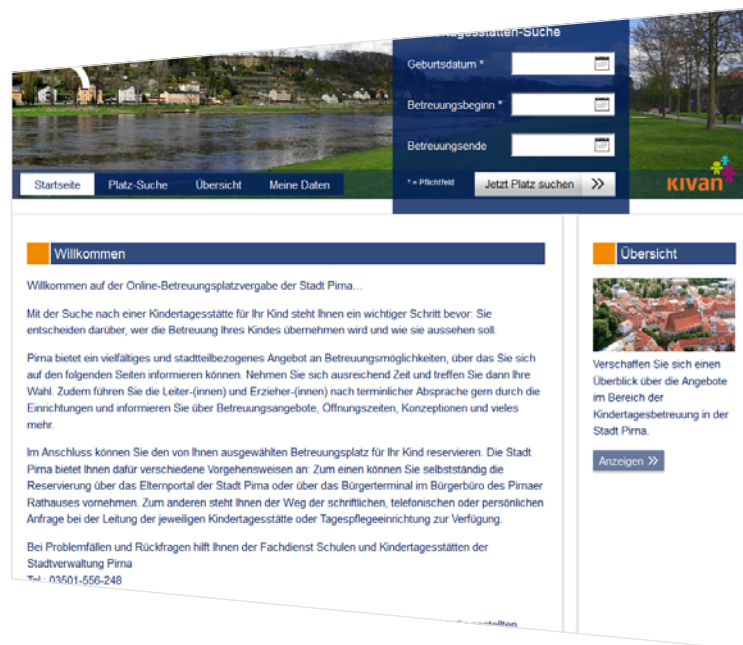 -Suche
Geburtsdatum *
Betreuungsbeginn *
Betreuungsende
* = Pflichtfeld
Jetzt Platz suchen
Startseite Platz-Suche Übersicht Meine Daten
KIVAN
Willkommen
Willkommen auf der Online-Betreuungsplatzvergabe der Stadt Pirna...
Mit der Suche nach einer Kindertagesstätte für Ihr Kind steht Ihnen ein wichtiger Schritt bevor: Sie
entscheiden darüber, wer die Betreuung Ihres Kindes übernehmen wird und wie sie aussehen soll.
Pirna bietet ein vielfältiges und stadtteilbezogenes Angebot an Betreuungsmöglichkeiten, über das Sie sich
auf den folgenden Seiten informieren können. Nehmen Sie sich ausreichend Zeit und treffen Sie dann Ihre
Wahl. Zudem führen Sie die Leiter-(innen) und Erzieher-(innen) nach terminlicher Absprache gern durch die
Einrichtungen und informieren Sie über Betreuungsangebote, Öffnungszeiten, Konzeptionen und vieles
mehr.
Im Anschluss können Sie den von Ihnen ausgewählten Betreuungsplatz für Ihr Kind reservieren. Die Stadt
Pirna bietet Ihnen dafür verschiedene Vorgehensweisen an: Zum einen können Sie selbstständig die
Reservierung über das Elternportal der Stadt Pirna oder über das Bürgerterminal im Bürgerbüro des Pirnaer
Rathauses vornehmen. Zum anderen steht Ihnen der Weg der schriftlichen, telefonischen oder persönlichen
Anfrage bei der Leitung der jeweiligen Kindertagesstätte oder Tagespflegeeinrichtung zur Verfügung.
Bei Problemfällen und Rückfragen hilft Ihnen der Fachdienst Schulen und Kindertagesstätten der
Stadtverwaltung Pirna
Tel.: 03501-556-248
Übersicht
Verschaffen Sie sich einen
Überblick über die Angebote
im Bereich der
Kindertagesbetreuung in der
Stadt Pirna.
Anzeigen